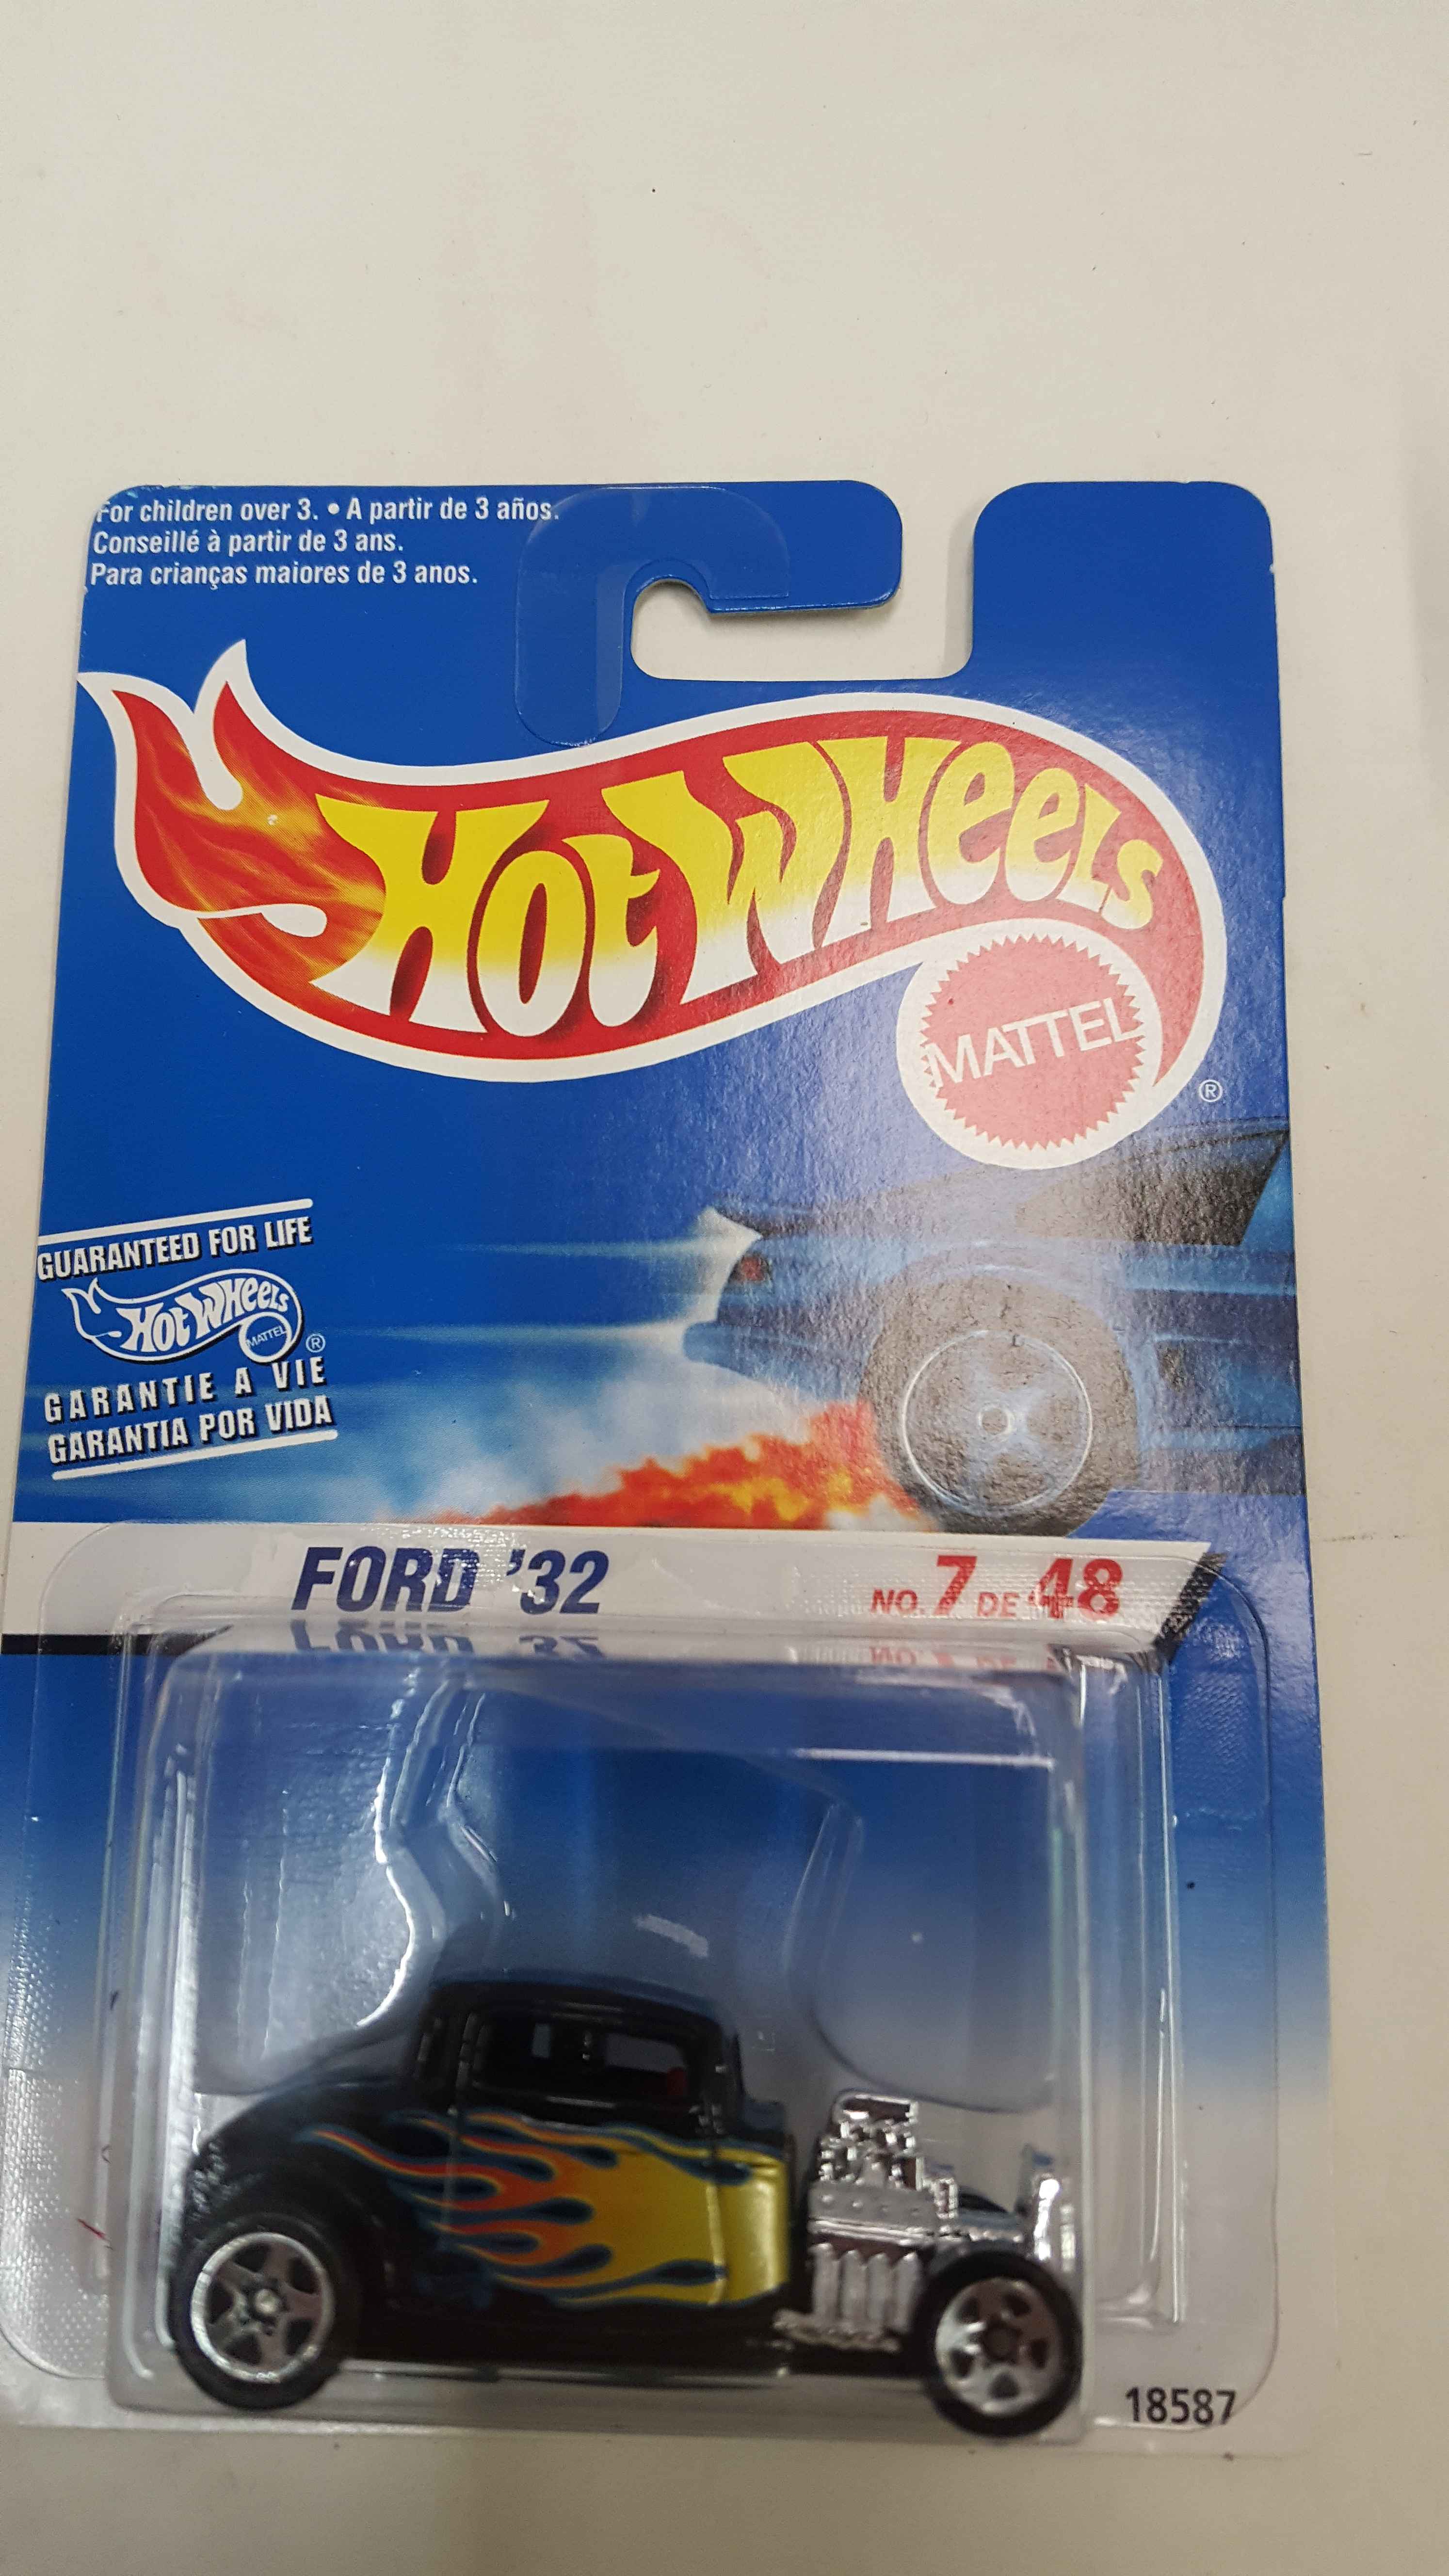 For children over 3. • A partir de 3 años.
Conseillé à partir de 3 ans.
Para crianças maiores de 3 anos.
Hot Wheels
MATTEL
®
GUARANTEED FOR LIFE
Hot Wheels
MATTEL
®
GARANTIE A VIE
GARANTIA POR VIDA
FORD '32
NO. 7 DE 48
18587